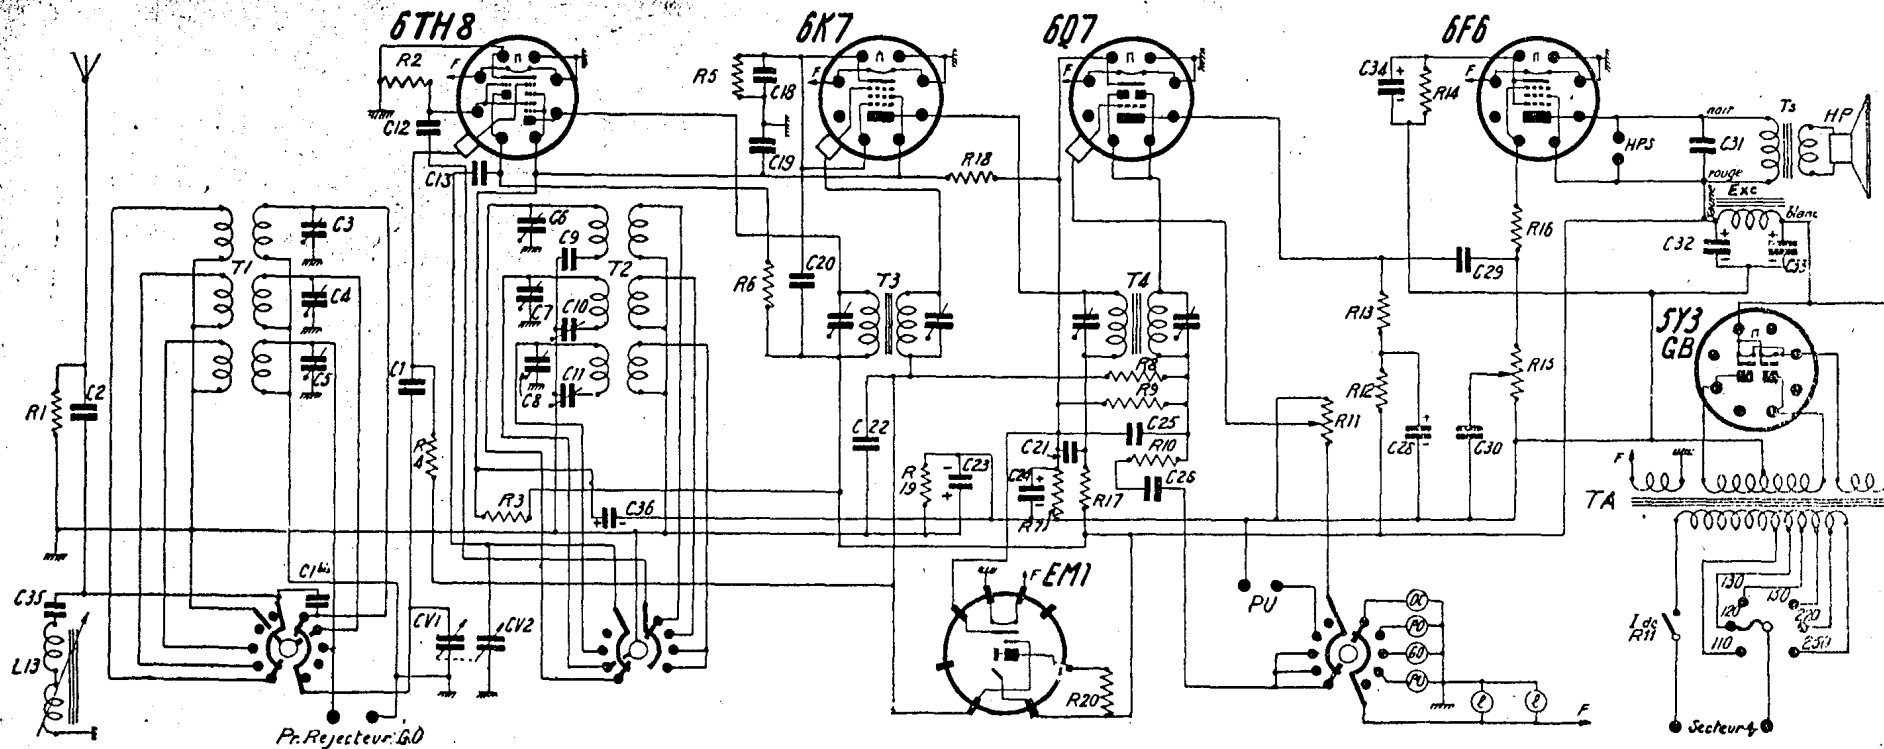 6TH8
6K7
6Q7
6F6
R2
F
C12
C13
R5
C18
C19
F
R18
F
C34
R14
F
noir
HPS
C31
rouge
T3
HP
Exc
blanc
C32
C33
C3
C4
C5
T1
C6
C9
C7
C10
C8
C11
T2
R6
C20
T3
T4
R8
R9
C25
R10
C26
C21
C24
R7
R17
R13
R12
C29
R16
R15
R11
C28
C30
5Y3
GB
R1
C2
C1
R4
C22
R19
C23
R3
C36
TA
F
C35
L13
C1 bis
CV1
CV2
EM1
F
R20
PU
OC
PO
GO
PU
F
I de
R11
130
120
110
150
220
250
Pr. Rejecteur G.O
Secteur